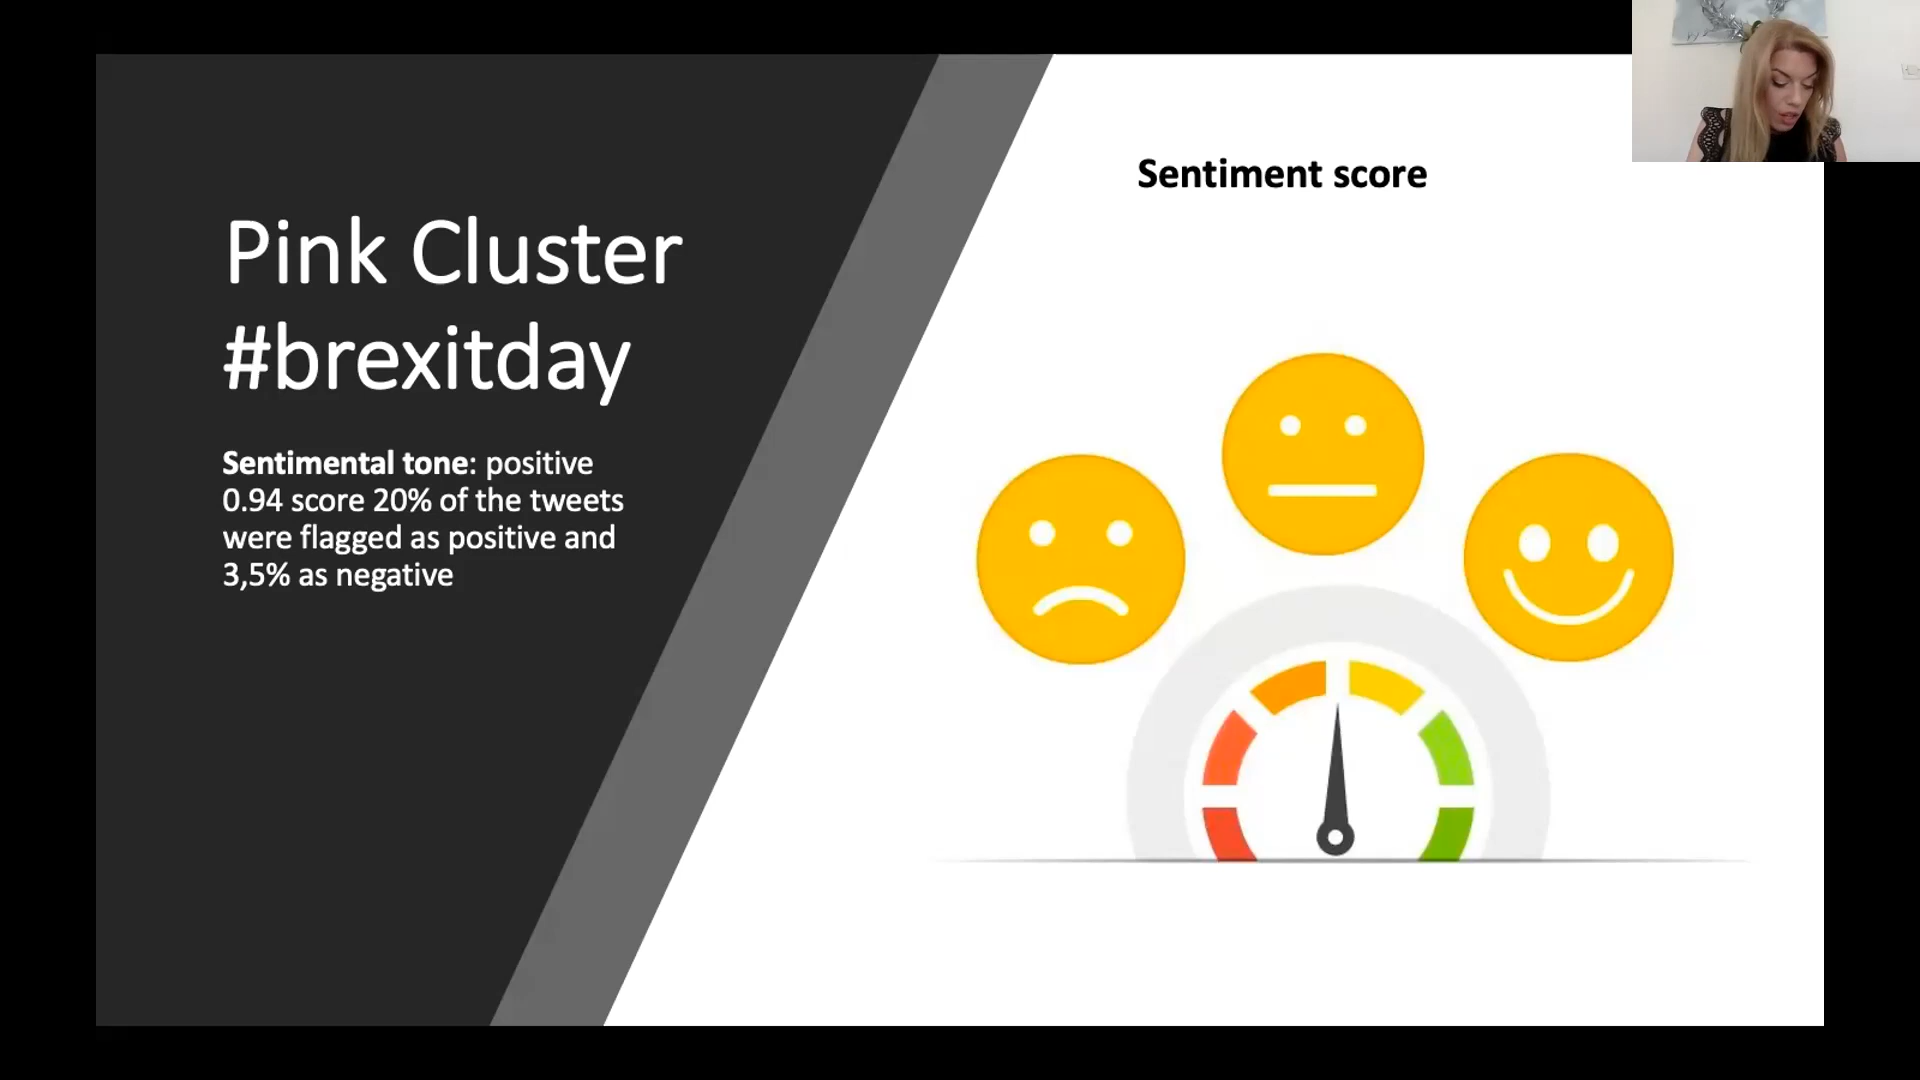 Sentiment score
Pink Cluster
#brexitday
Sentimental tone: positive
0.94 score 20% of the tweets
were flagged as positive and
3,5% as negative